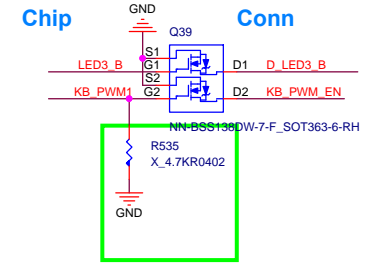 GND
Chip
Conn
Q39
S1
LED3_B G1 D1 D_LED3_B
S2
KB_PWM1 G2 D2 KB_PWM_EN
NN-BSS138DW-7-F_SOT363-6-RH
R535
X_4.7KR0402
GND